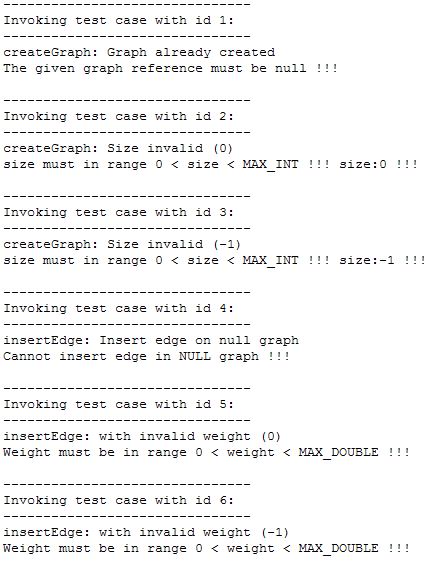 -------------------------------
Invoking test case with id 1:
-------------------------------
createGraph: Graph already created
The given graph reference must be null !!!
-------------------------------
Invoking test case with id 2:
-------------------------------
createGraph: Size invalid (0)
size must in range 0 < size < MAX_INT !!! size:0 !!!
-------------------------------
Invoking test case with id 3:
-------------------------------
createGraph: Size invalid (-1)
size must in range 0 < size < MAX_INT !!! size:-1 !!!
-------------------------------
Invoking test case with id 4:
-------------------------------
insertEdge: Insert edge on null graph
Cannot insert edge in NULL graph !!!
-------------------------------
Invoking test case with id 5:
-------------------------------
insertEdge: with invalid weight (0)
Weight must be in range 0 < weight < MAX_DOUBLE !!!
-------------------------------
Invoking test case with id 6:
-------------------------------
insertEdge: with invalid weight (-1)
Weight must be in range 0 < weight < MAX_DOUBLE !!!